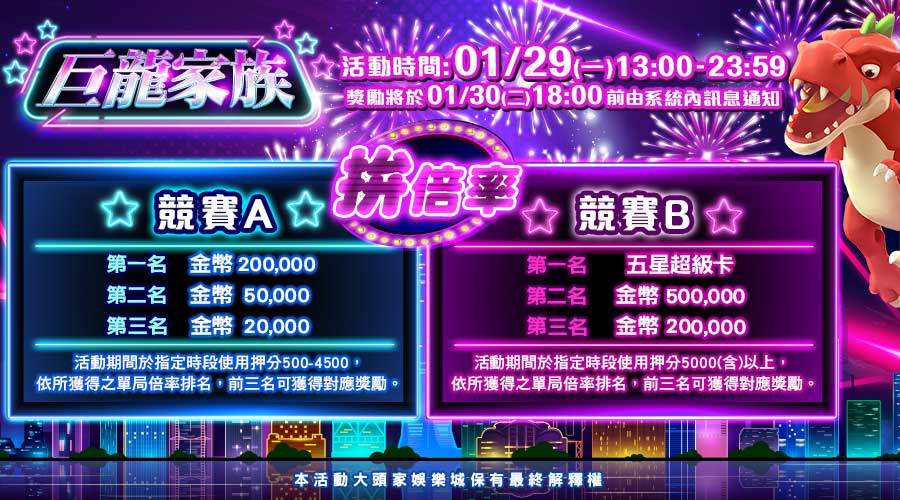 巨龍家族
活動時間:01/29(一)13:00-23:59
獎勵將於01/30(二)18:00前由系統內訊息通知
拚倍率
競賽A
第一名 金幣 200,000
第二名 金幣 50,000
第三名 金幣 20,000
活動期間於指定時段使用押分500-4500，
依所獲得之單局倍率排名，前三名可獲得對應獎勵。
競賽B
第一名 五星超級卡
第二名 金幣 500,000
第三名 金幣 200,000
活動期間於指定時段使用押分5000(含)以上，
依所獲得之單局倍率排名，前三名可獲得對應獎勵。
本活動大頭家娛樂城保有最終解釋權